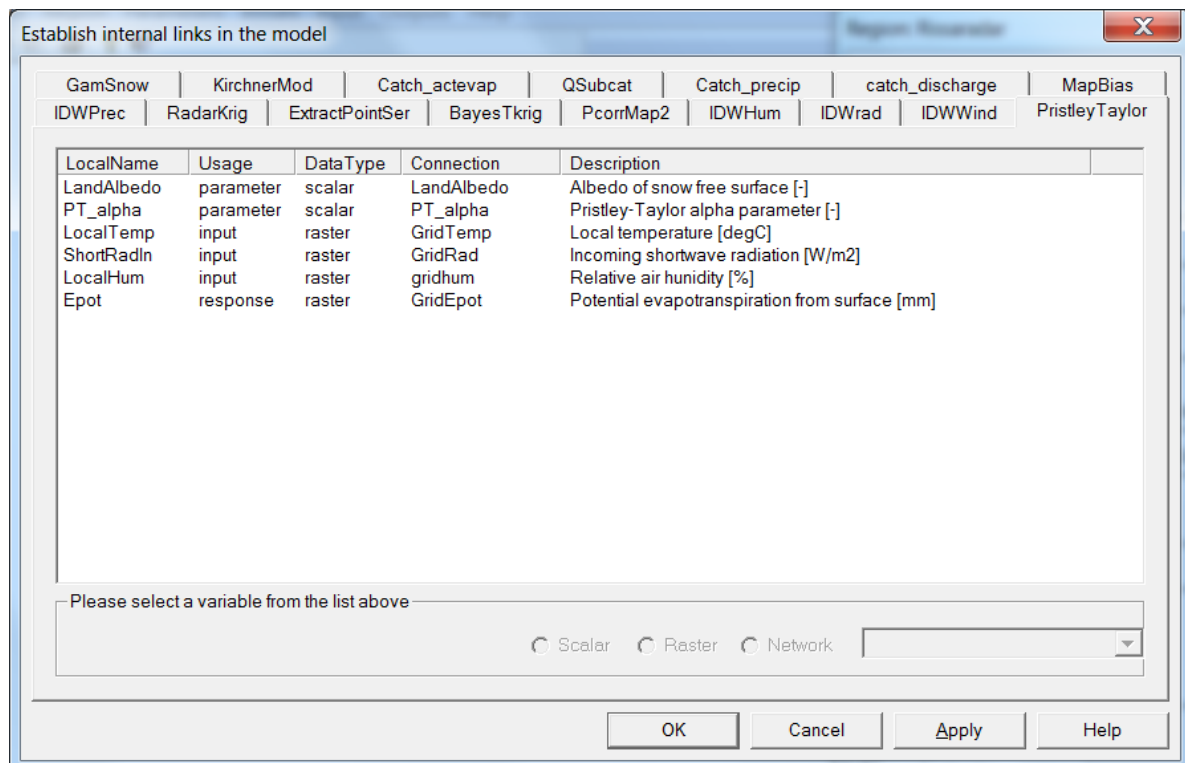 Establish internal links in the model
GamSnow KirchnerMod Catch_actevap QSubcat Catch_precip catch_discharge MapBias
IDWPrec RadarKrig ExtractPointSer BayesTkrig PcorrMap2 IDWHum IDWrad IDWWind PristleyTaylor
LocalName Usage DataType Connection Description
LandAlbedo parameter scalar LandAlbedo Albedo of snow free surface [-]
PT_alpha parameter scalar PT_alpha Pristley-Taylor alpha parameter [-]
LocalTemp input raster GridTemp Local temperature [degC]
ShortRadIn input raster GridRad Incoming shortwave radiation [W/m2]
LocalHum input raster gridhum Relative air hunidity [%]
Epot response raster GridEpot Potential evapotranspiration from surface [mm]
Please select a variable from the list above
Scalar Raster Network
OK Cancel Apply Help